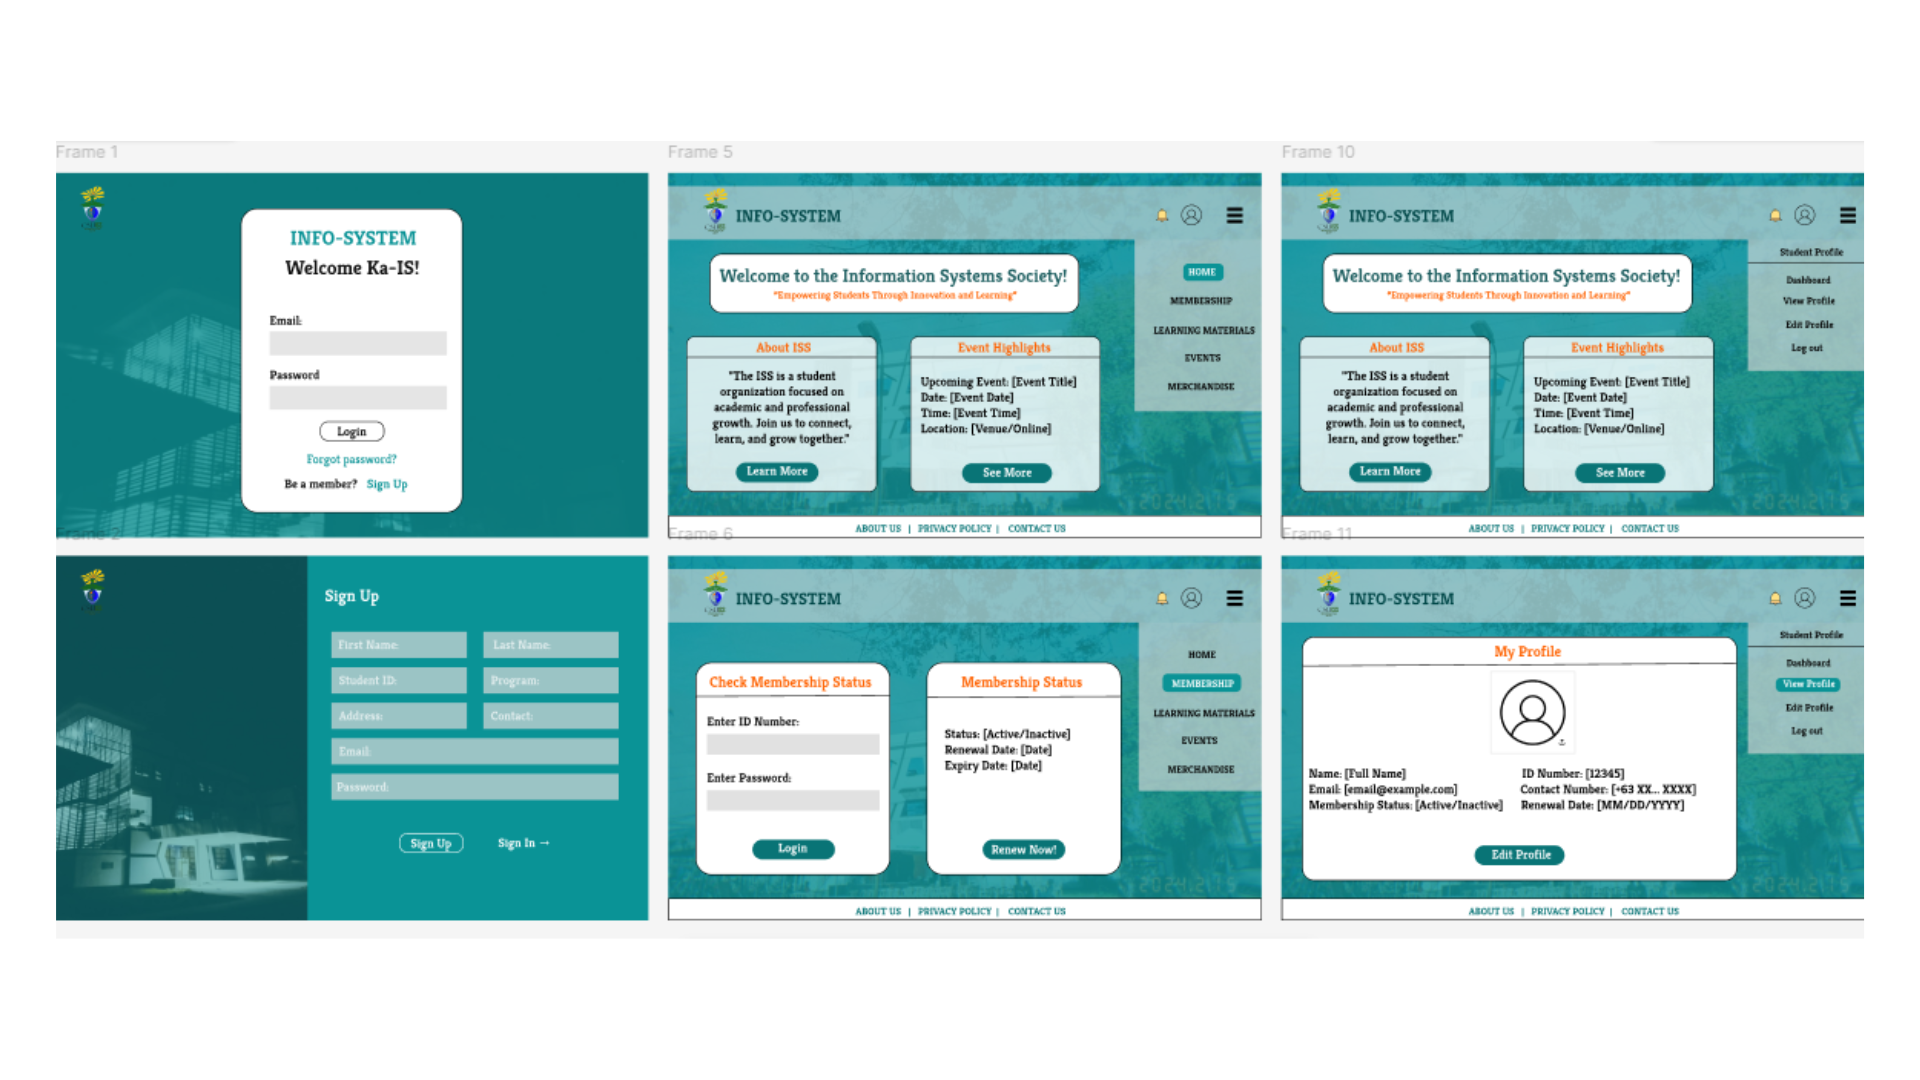 Frame 1
INFO-SYSTEM
Welcome Ka-IS!
Email:
Password
Login
Forgot password?
Be a member? Sign Up
Frame 5
INFO-SYSTEM
HOME
MEMBERSHIP
LEARNING MATERIALS
EVENTS
MERCHANDISE
Welcome to the Information Systems Society!
"Empowering Students Through Innovation and Learning"
About ISS
"The ISS is a student
organization focused on
academic and professional
growth. Join us to connect,
learn, and grow together."
Learn More
Event Highlights
Upcoming Event: [Event Title]
Date: [Event Date]
Time: [Event Time]
Location: [Venue/Online]
See More
ABOUT US | PRIVACY POLICY | CONTACT US
Frame 10
INFO-SYSTEM
Student Profile
Dashboard
View Profile
Edit Profile
Log out
Welcome to the Information Systems Society!
"Empowering Students Through Innovation and Learning"
About ISS
"The ISS is a student
organization focused on
academic and professional
growth. Join us to connect,
learn, and grow together."
Learn More
Event Highlights
Upcoming Event: [Event Title]
Date: [Event Date]
Time: [Event Time]
Location: [Venue/Online]
See More
ABOUT US | PRIVACY POLICY | CONTACT US
Frame 2
Sign Up
First Name:
Last Name:
Student ID:
Program:
Address:
Contact:
Email:
Password:
Sign Up
Sign In →
Frame 6
INFO-SYSTEM
HOME
MEMBERSHIP
LEARNING MATERIALS
EVENTS
MERCHANDISE
Check Membership Status
Enter ID Number:
Enter Password:
Login
Membership Status
Status: [Active/Inactive]
Renewal Date: [Date]
Expiry Date: [Date]
Renew Now!
ABOUT US | PRIVACY POLICY | CONTACT US
Frame 11
INFO-SYSTEM
Student Profile
Dashboard
View Profile
Edit Profile
Log out
My Profile
Name: [Full Name]
Email: [email@example.com]
Membership Status: [Active/Inactive]
ID Number: [12345]
Contact Number: [+63 XX... XXXX]
Renewal Date: [MM/DD/YYYY]
Edit Profile
ABOUT US | PRIVACY POLICY | CONTACT US